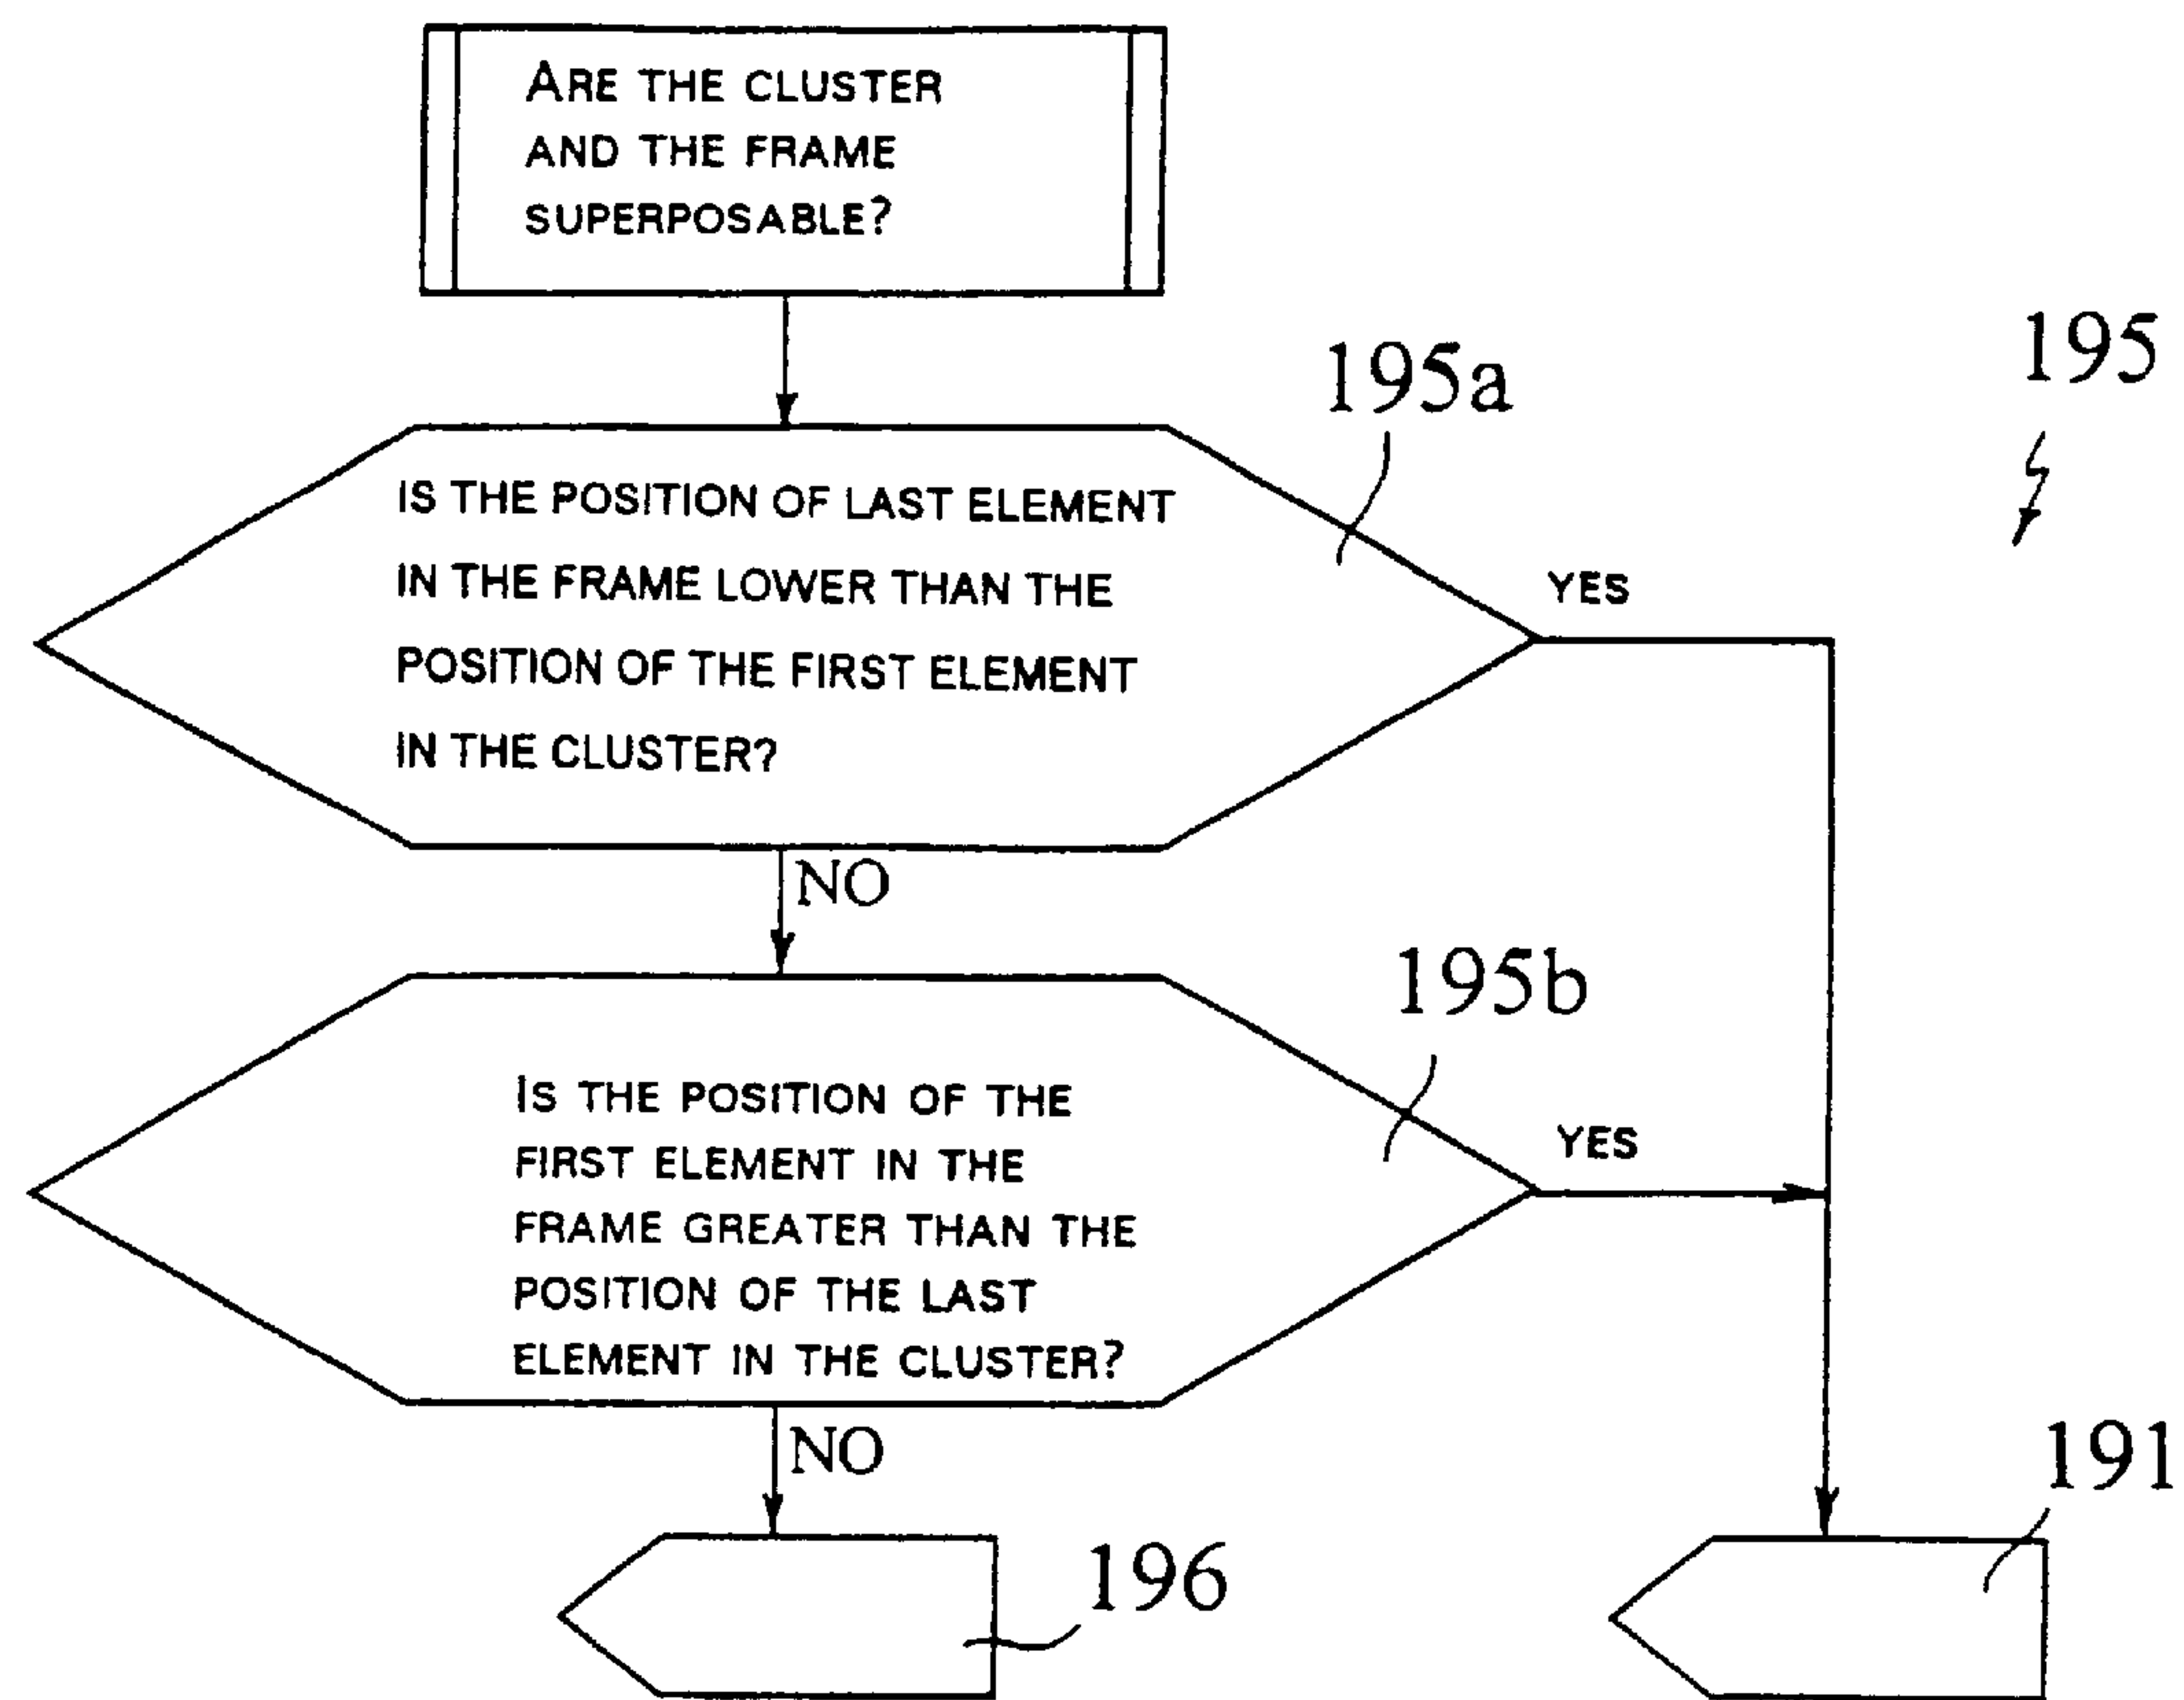 ARE THE CLUSTER
AND THE FRAME
SUPERPOSABLE?
195a
195
IS THE POSITION OF LAST ELEMENT
IN THE FRAME LOWER THAN THE
POSITION OF THE FIRST ELEMENT
IN THE CLUSTER?
YES
NO
195b
IS THE POSITION OF THE
FIRST ELEMENT IN THE
FRAME GREATER THAN THE
POSITION OF THE LAST
ELEMENT IN THE CLUSTER?
YES
NO
191
196